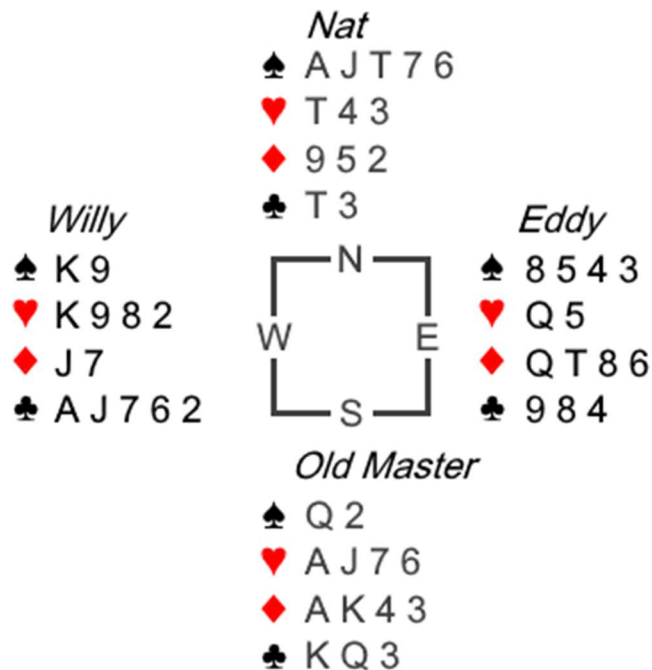 Nat
♠ A J T 7 6
♥ T 4 3
♦ 9 5 2
♣ T 3
Willy
♠ K 9
♥ K 9 8 2
♦ J 7
♣ A J 7 6 2
N
W E
S
Eddy
♠ 8 5 4 3
♥ Q 5
♦ Q T 8 6
♣ 9 8 4
Old Master
♠ Q 2
♥ A J 7 6
♦ A K 4 3
♣ K Q 3